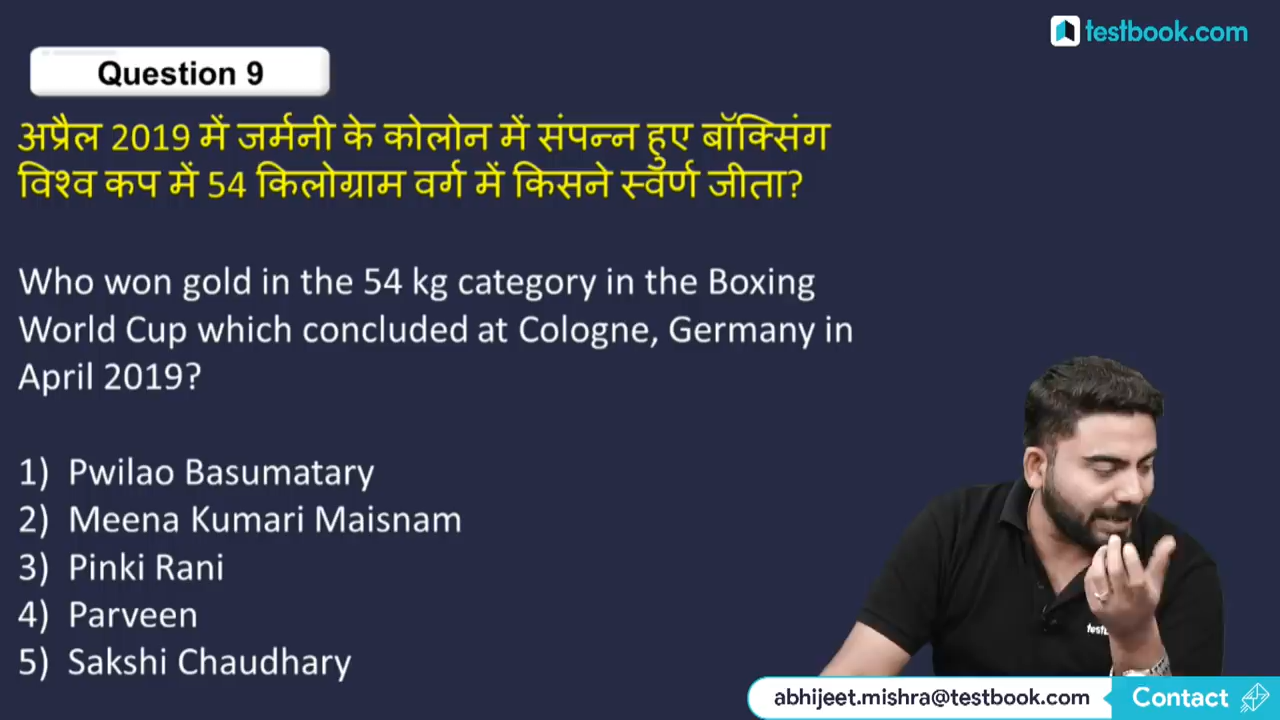 testbook.com
Question 9
अप्रैल 2019 में जर्मनी के कोलोन में संपन्न हुए बॉक्सिंग
विश्व कप में 54 किलोग्राम वर्ग में किसने स्वर्ण जीता?
Who won gold in the 54 kg category in the Boxing
World Cup which concluded at Cologne, Germany in
April 2019?
1) Pwilao Basumatary
2) Meena Kumari Maisnam
3) Pinki Rani
4) Parveen
5) Sakshi Chaudhary
abhijeet.mishra@testbook.com Contact